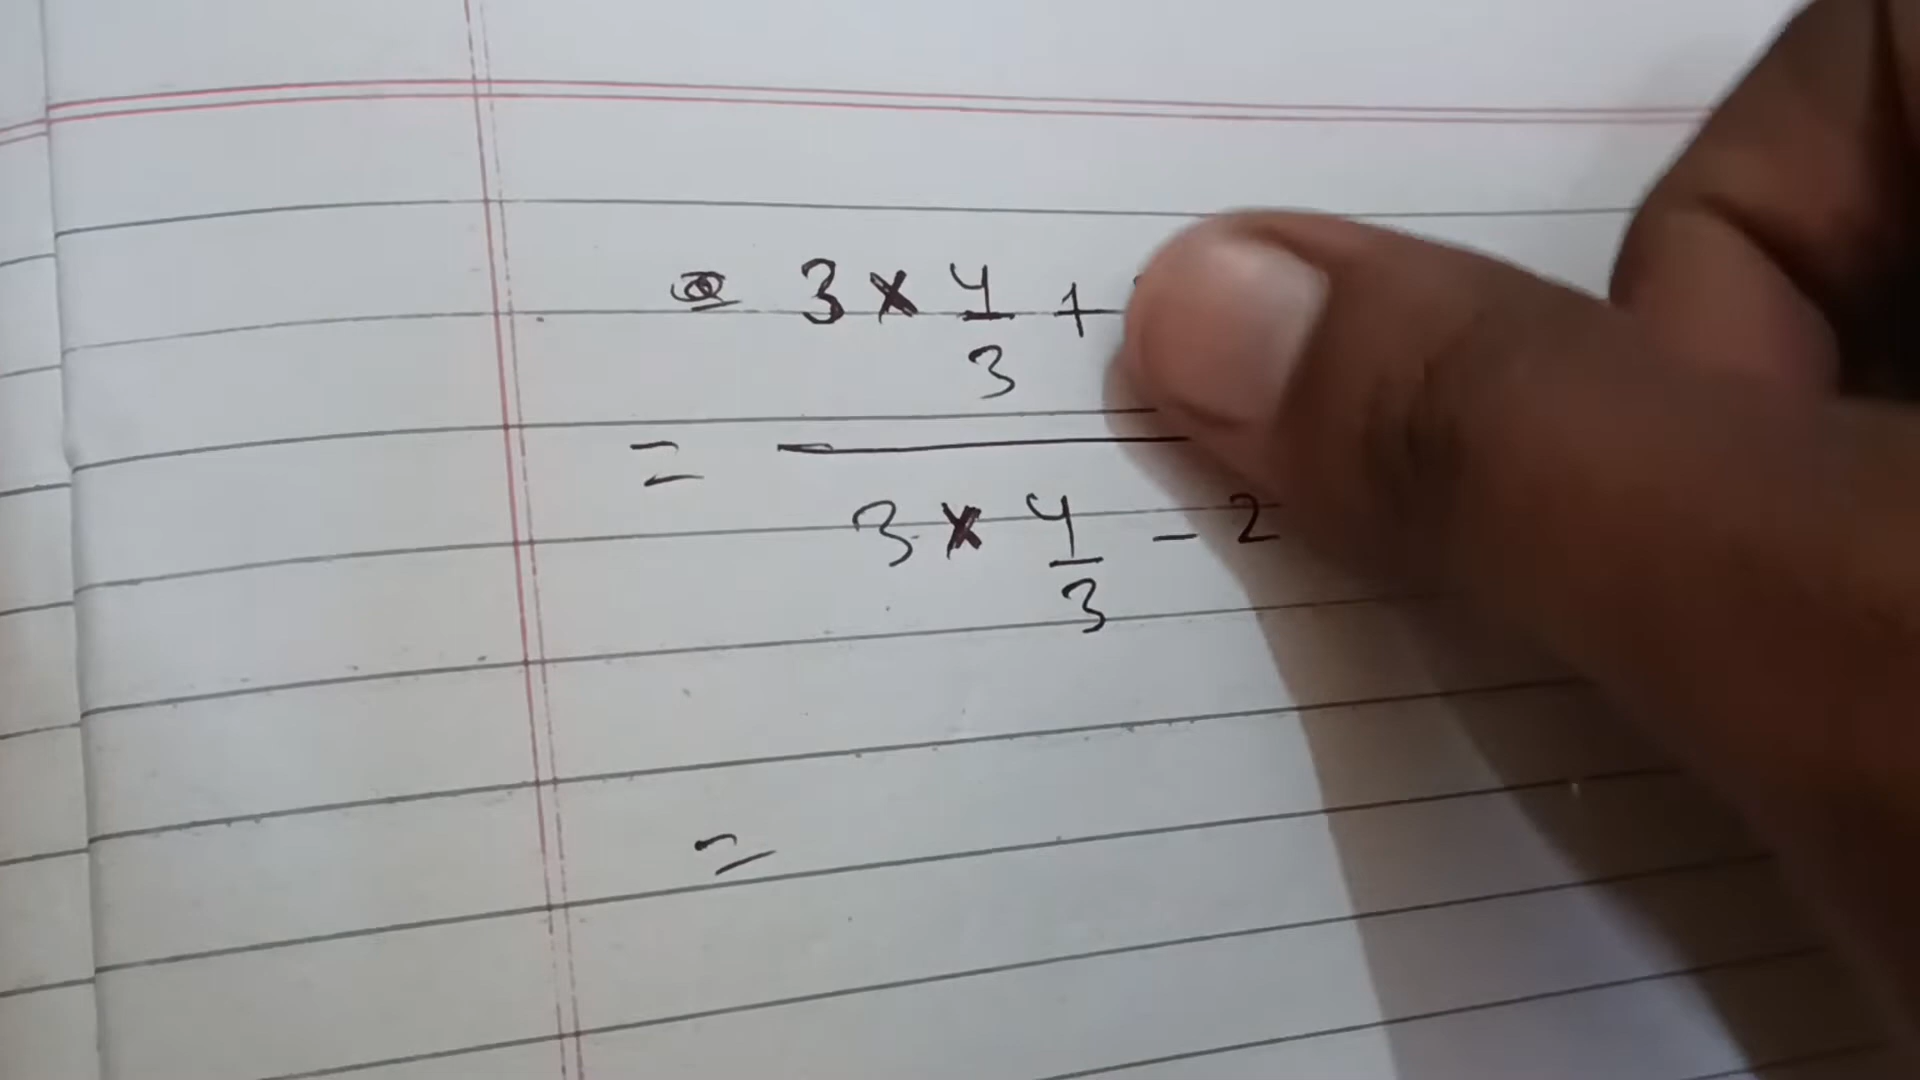 3 × 4/3 +
=
3 × 4/3 - 2
=